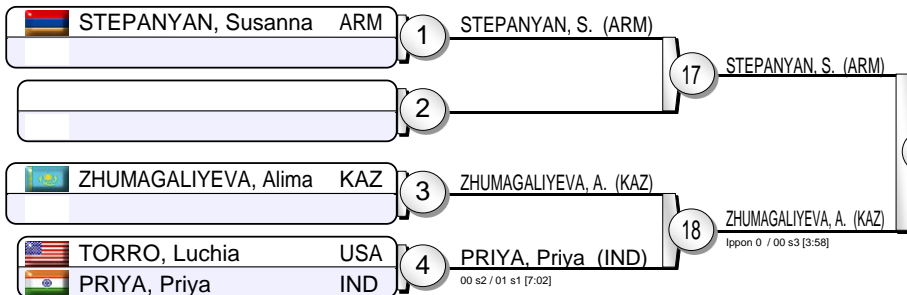 STEPANYAN, Susanna ARM
1
STEPANYAN, S. (ARM)
17
STEPANYAN, S. (ARM)
2
ZHUMAGALIYEVA, Alima KAZ
3
ZHUMAGALIYEVA, A. (KAZ)
18
ZHUMAGALIYEVA, A. (KAZ)
Ippon 0 / 00 s3 [3:58]
TORRO, Luchia USA
PRIYA, Priya IND
4
PRIYA, Priya (IND)
00 s2 / 01 s1 [7:02]